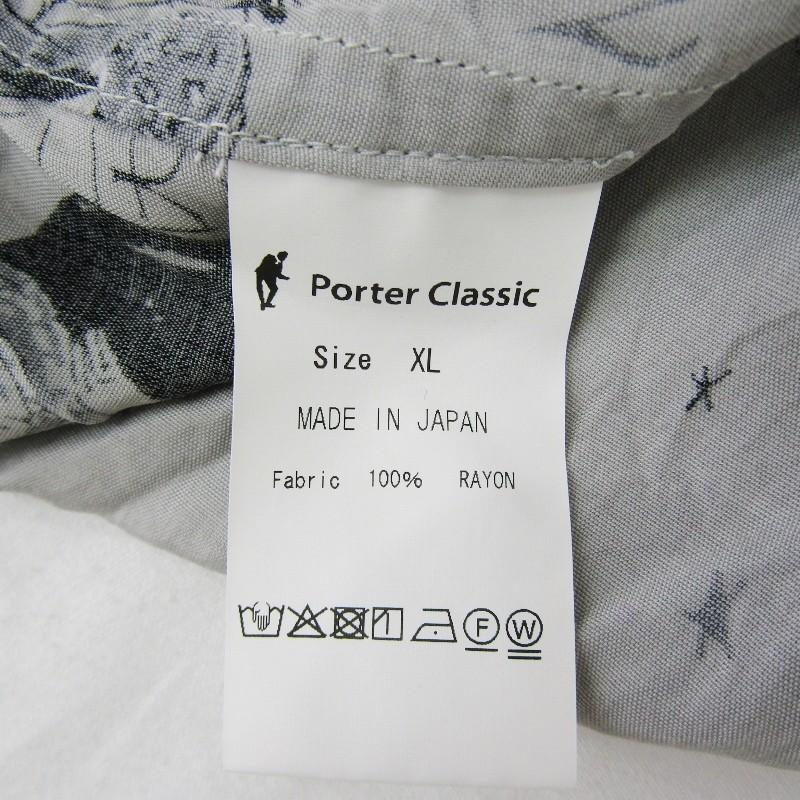 Porter Classic
Size XL
MADE IN JAPAN
Fabric 100% RAYON
F W